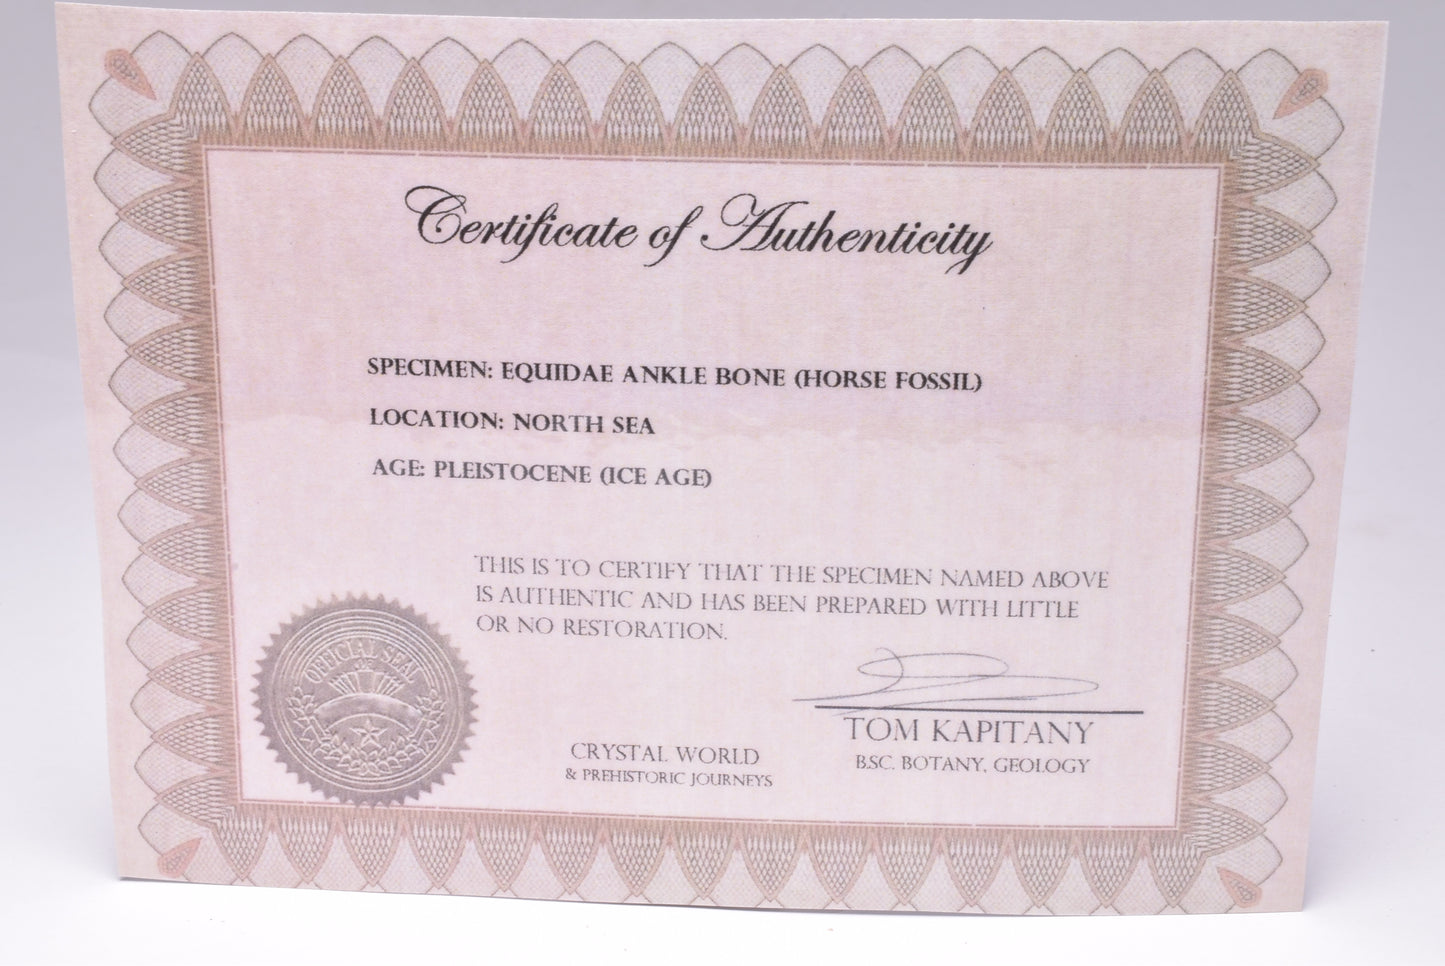 Certificate of Authenticity
SPECIMEN: EQUIDAE ANKLE BONE (HORSE FOSSIL)
LOCATION: NORTH SEA
AGE: PLEISTOCENE (ICE AGE)
THIS IS TO CERTIFY THAT THE SPECIMEN NAMED ABOVE
IS AUTHENTIC AND HAS BEEN PREPARED WITH LITTLE
OR NO RESTORATION.
OFFICIAL SEAL
OF
TOM KAPITANY
B.SC. BOTANY, GEOLOGY
CRYSTAL WORLD
& PREHISTORIC JOURNEYS